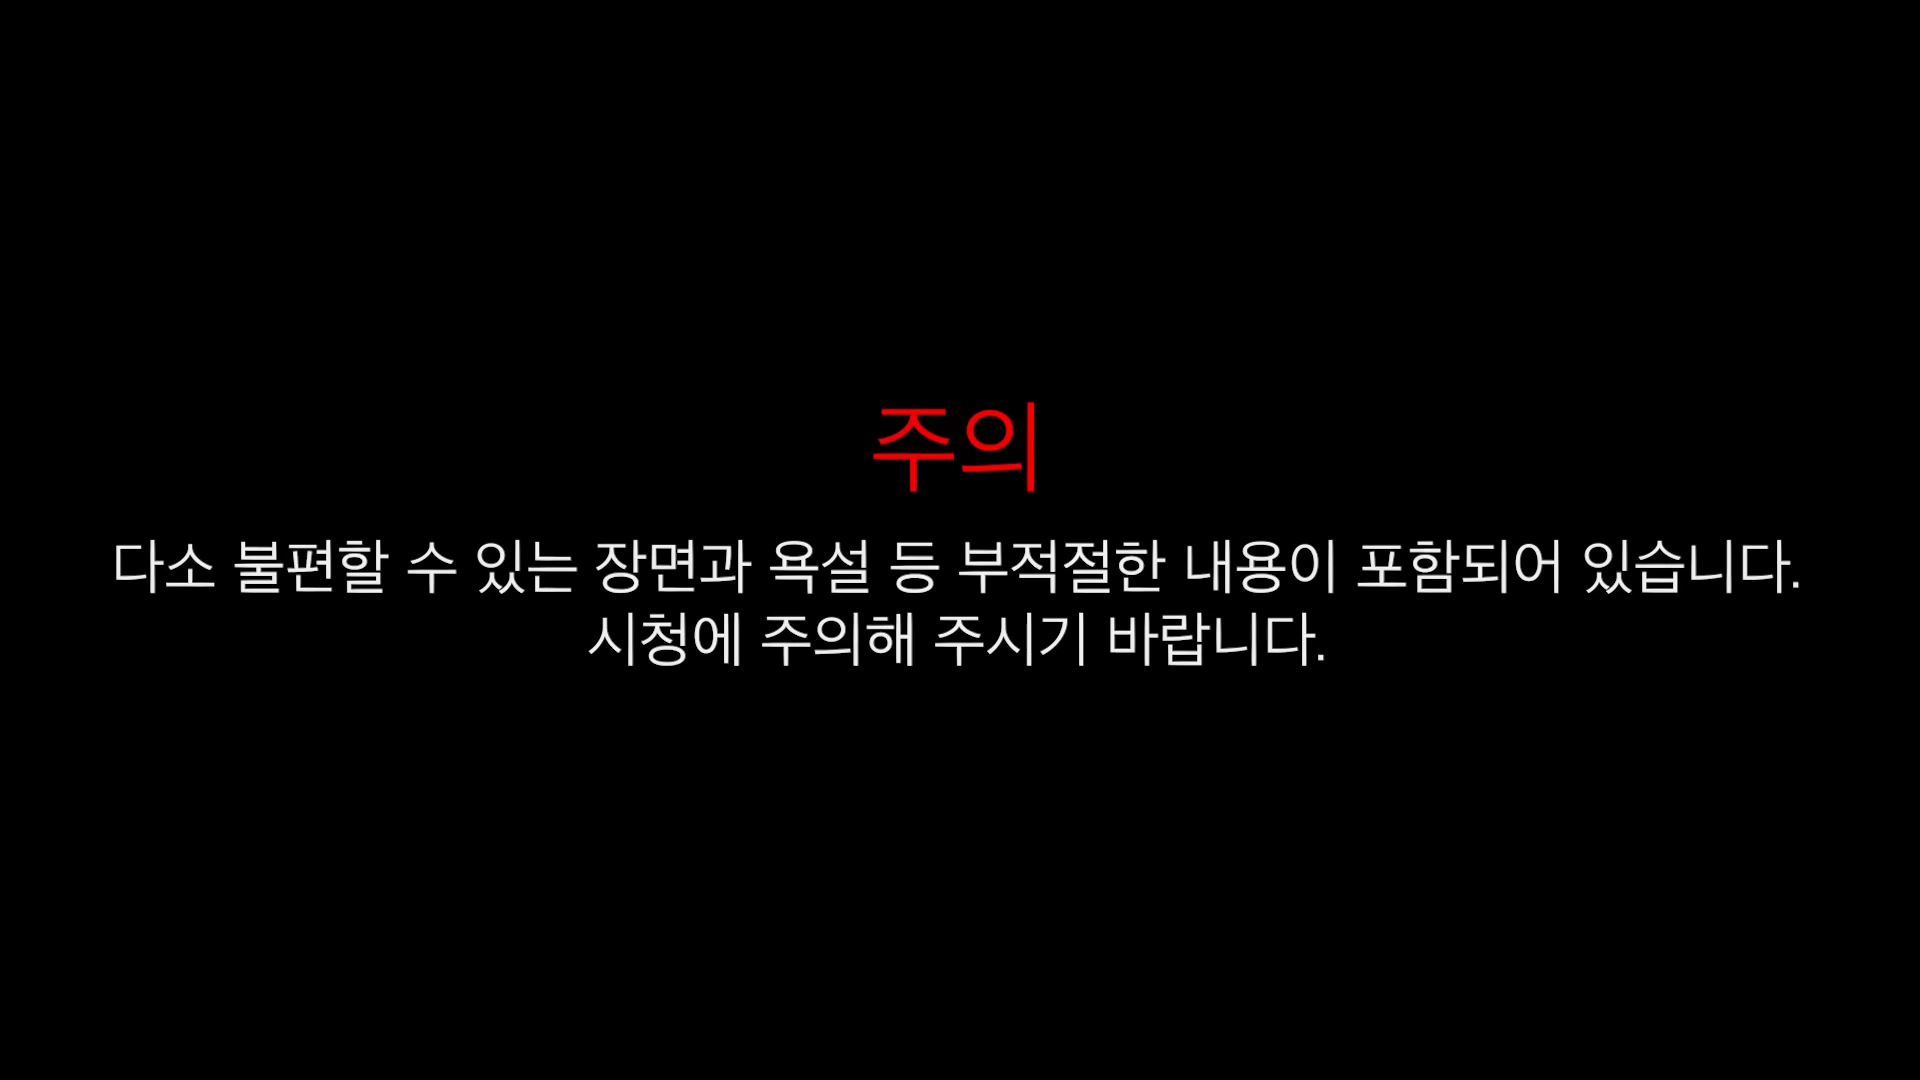 주의
다소 불편할 수 있는 장면과 욕설 등 부적절한 내용이 포함되어 있습니다.
시청에 주의해 주시기 바랍니다.